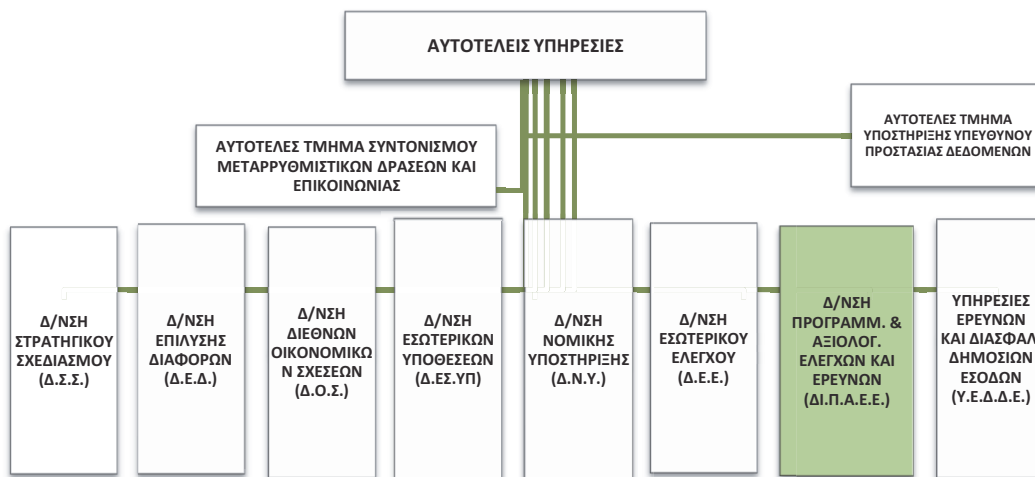 ΑΥΤΟΤΕΛΕΙΣ ΥΠΗΡΕΣΙΕΣ
ΑΥΤΟΤΕΛΕΣ ΤΜΗΜΑ
ΥΠΟΣΤΗΡΙΞΗΣ ΥΠΕΥΘΥΝΟΥ
ΠΡΟΣΤΑΣΙΑΣ ΔΕΔΟΜΕΝΩΝ
ΑΥΤΟΤΕΛΕΣ ΤΜΗΜΑ ΣΥΝΤΟΝΙΣΜΟΥ
ΜΕΤΑΡΡΥΘΜΙΣΤΙΚΩΝ ΔΡΑΣΕΩΝ ΚΑΙ
ΕΠΙΚΟΙΝΩΝΙΑΣ
Δ/ΝΣΗ
ΣΤΡΑΤΗΓΙΚΟΥ
ΣΧΕΔΙΑΣΜΟΥ
(Δ.Σ.Σ.)
Δ/ΝΣΗ
ΕΠΙΛΥΣΗΣ
ΔΙΑΦΟΡΩΝ
(Δ.Ε.Δ.)
Δ/ΝΣΗ
ΔΙΕΘΝΩΝ
ΟΙΚΟΝΟΜΙΚΩ
Ν ΣΧΕΣΕΩΝ
(Δ.Ο.Σ.)
Δ/ΝΣΗ
ΕΣΩΤΕΡΙΚΩΝ
ΥΠΟΘΕΣΕΩΝ
(Δ.ΕΣ.ΥΠ)
Δ/ΝΣΗ
ΝΟΜΙΚΗΣ
ΥΠΟΣΤΗΡΙΞΗΣ
(Δ.Ν.Υ.)
Δ/ΝΣΗ
ΕΣΩΤΕΡΙΚΟΥ
ΕΛΕΓΧΟΥ
(Δ.Ε.Ε.)
Δ/ΝΣΗ
ΠΡΟΓΡΑΜΜ. &
ΑΞΙΟΛΟΓ.
ΕΛΕΓΧΩΝ ΚΑΙ
ΕΡΕΥΝΩΝ
(ΔΙ.Π.Α.Ε.Ε.)
ΥΠΗΡΕΣΙΕΣ
ΕΡΕΥΝΩΝ
ΚΑΙ ΔΙΑΣΦΑΛ
ΔΗΜΟΣΙΩΝ
ΕΣΟΔΩΝ
(Υ.Ε.Δ.Δ.Ε.)